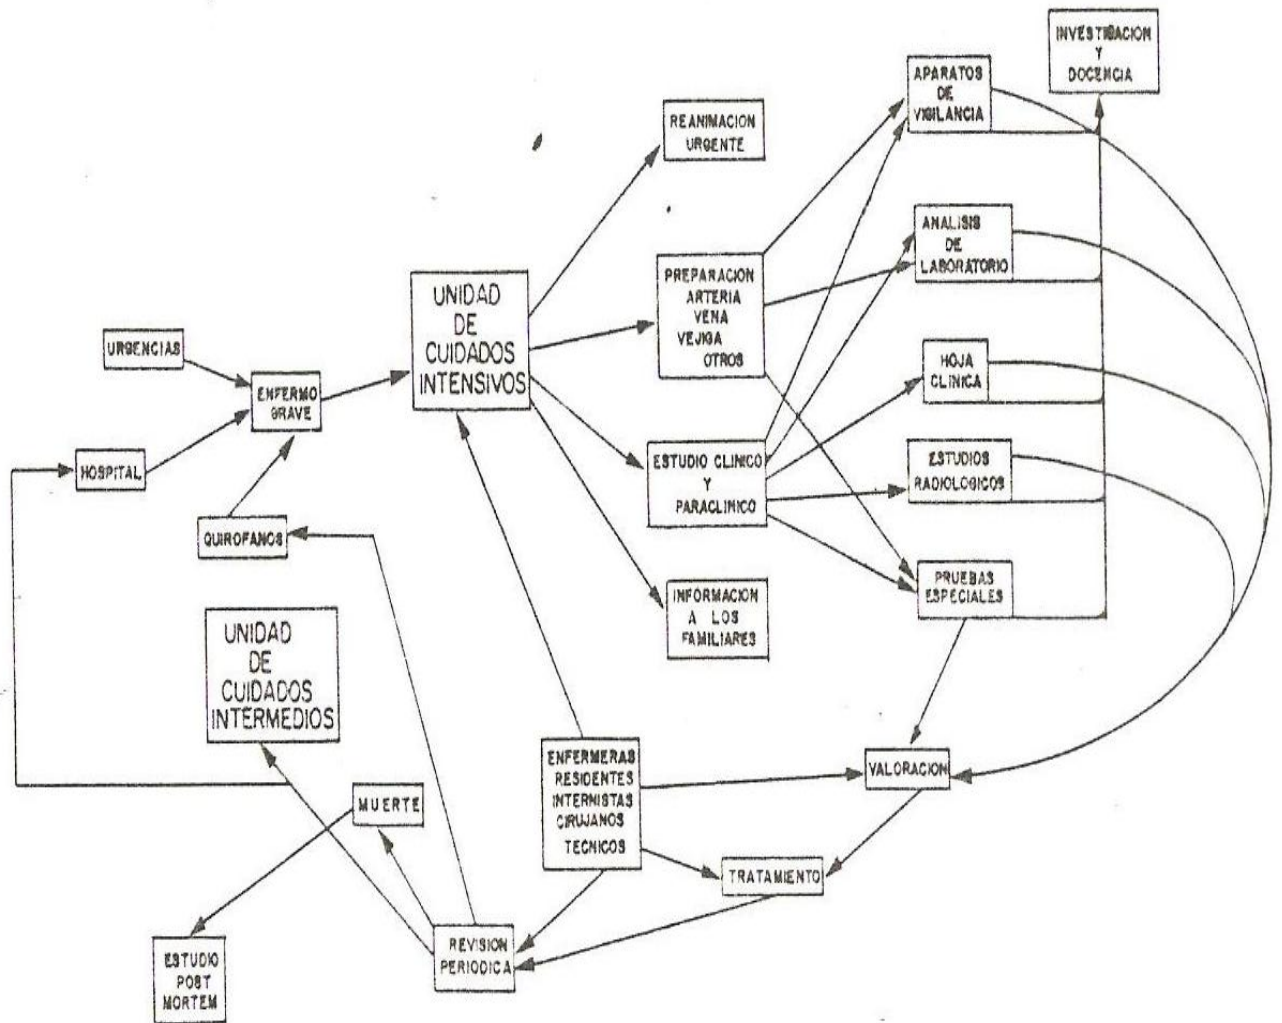 INVESTIGACION
Y
DOCENCIA
APARATOS
DE
VIGILANCIA
REANIMACION
URGENTE
ANALISIS
DE
LABORATORIO
PREPARACION
ARTERIA
VENA
VEJIGA
OTROS
UNIDAD
DE
CUIDADOS
INTENSIVOS
URGENCIAS
ENFERMO
GRAVE
HOJA
CLINICA
HOSPITAL
ESTUDIO CLINICO
Y
PARACLINICO
ESTUDIOS
RADIOLOGICOS
QUIROFANOS
PRUEBAS
ESPECIALES
INFORMACION
A LOS
FAMILIARES
UNIDAD
DE
CUIDADOS
INTERMEDIOS
ENFERMERAS
RESIDENTES
INTERNISTAS
CIRUJANOS
TECNICOS
VALORACION
MUERTE
TRATAMIENTO
REVISION
PERIODICA
ESTUDIO
POST
MORTEM